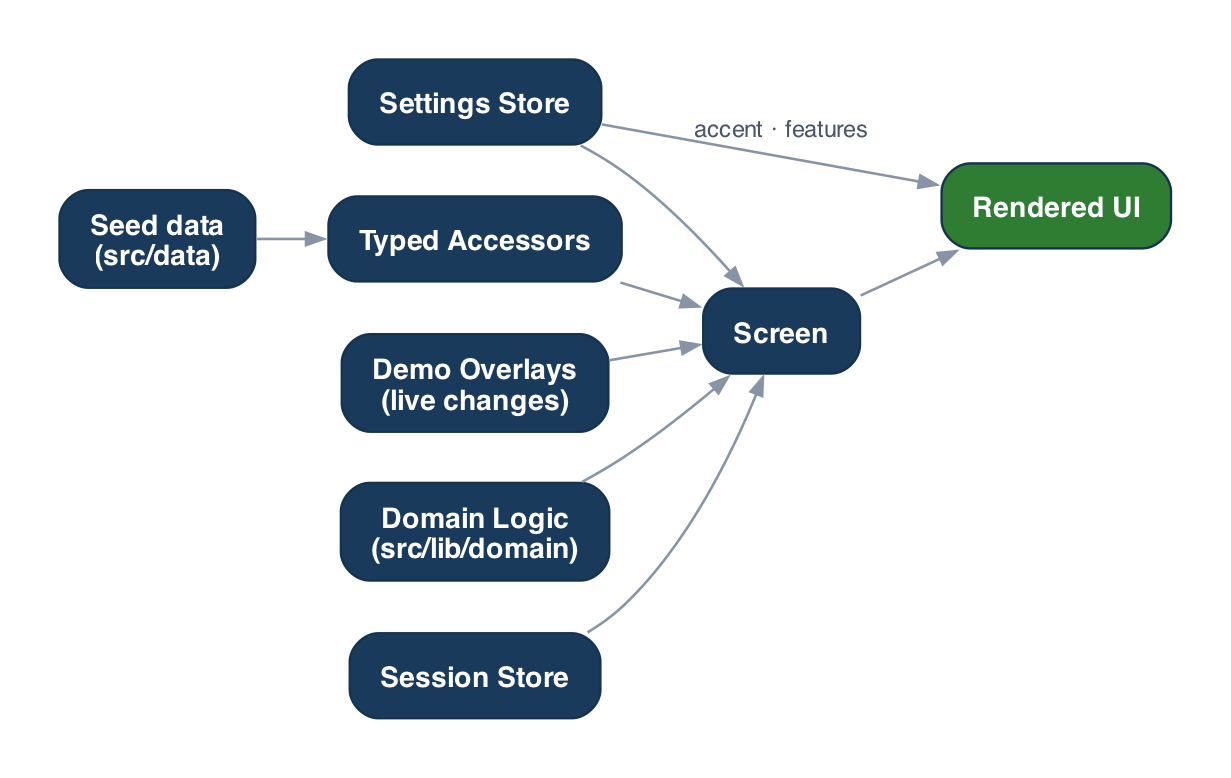 Settings Store
accent · features
Rendered UI
Seed data
(src/data)
Typed Accessors
Screen
Demo Overlays
(live changes)
Domain Logic
(src/lib/domain)
Session Store